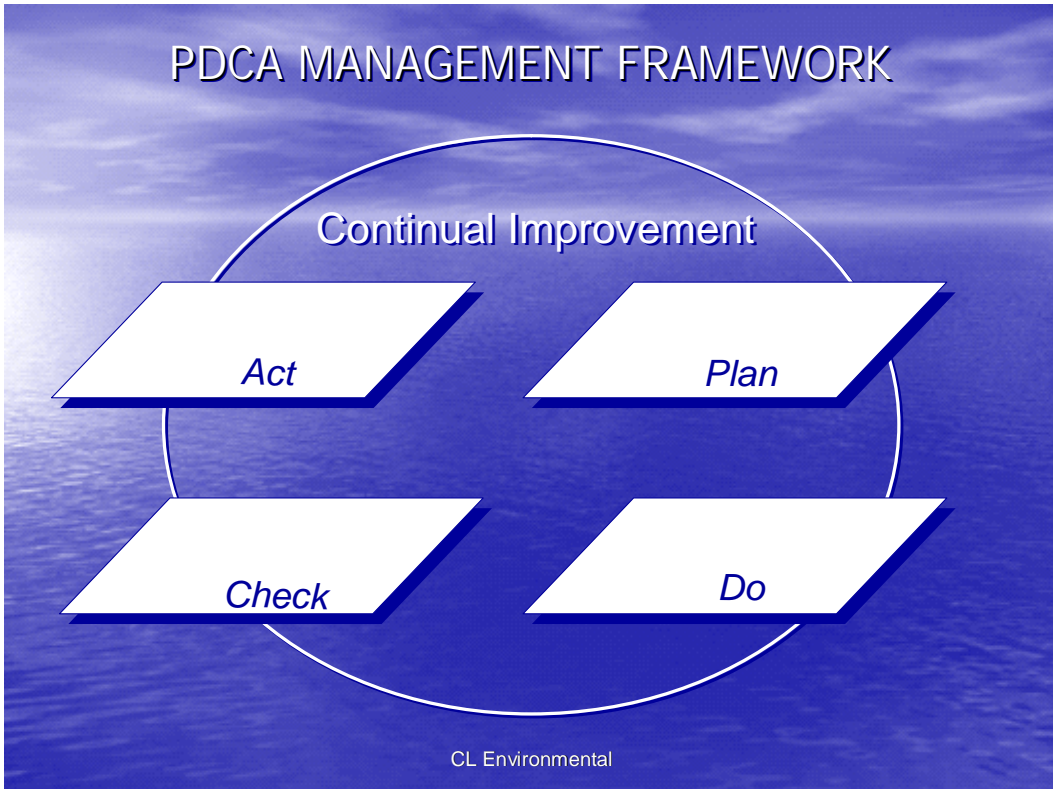 PDCA MANAGEMENT FRAMEWORK
Continual Improvement
Act
Plan
Check
Do
CL Environmental